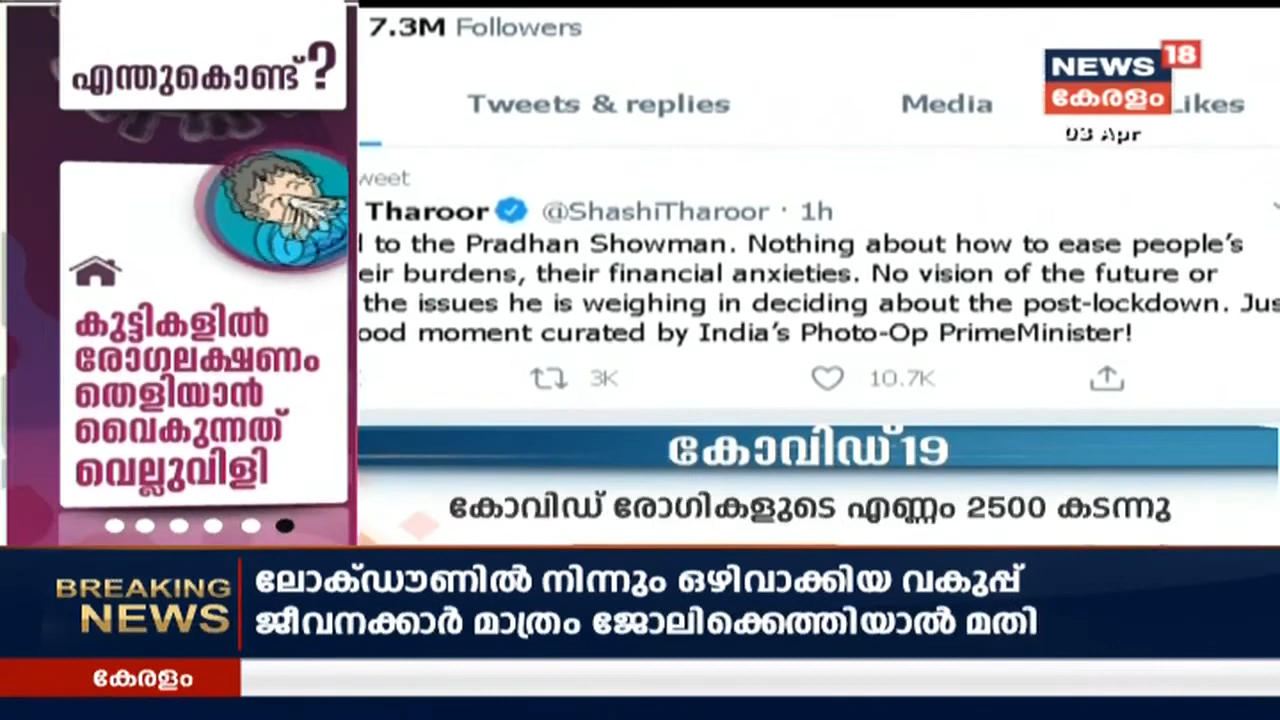 എന്തുകൊണ്ട്?
കുട്ടികളിൽ
രോഗലക്ഷണം
തെളിയാൻ
വൈകുന്നത്
വെല്ലുവിളി
7.3M Followers
Tweets & replies Media Likes
NEWS 18
കേരളം
03 Apr
weet
Tharoor @ShashiTharoor · 1h
to the Pradhan Showman. Nothing about how to ease people's
eir burdens, their financial anxieties. No vision of the future or
the issues he is weighing in deciding about the post-lockdown. Jus
ood moment curated by India's Photo-Op PrimeMinister!
3K 10.7K
കോവിഡ് 19
കോവിഡ് രോഗികളുടെ എണ്ണം 2500 കടന്നു
BREAKING NEWS
ലോക്ഡൗണിൽ നിന്നും ഒഴിവാക്കിയ വകുപ്പ്
ജീവനക്കാർ മാത്രം ജോലിക്കെത്തിയാൽ മതി
കേരളം